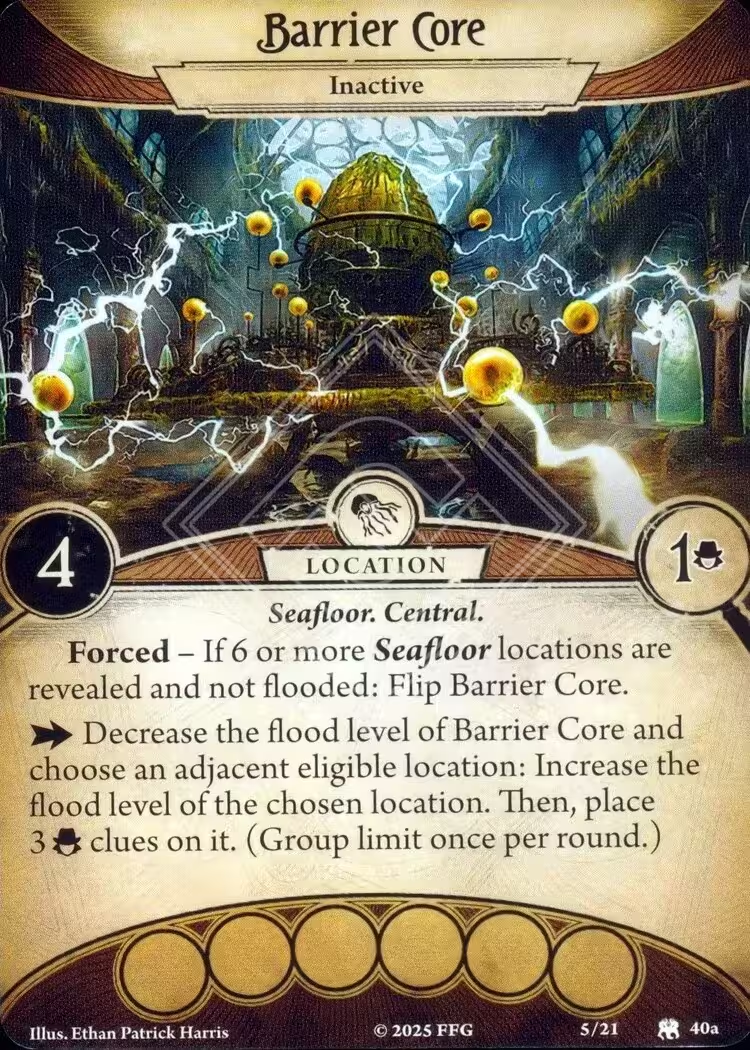 Barrier Core
Inactive
4
1
LOCATION
Seafloor. Central.
Forced – If 6 or more Seafloor locations are
revealed and not flooded: Flip Barrier Core.
Decrease the flood level of Barrier Core and
choose an adjacent eligible location: Increase the
flood level of the chosen location. Then, place
3 clues on it. (Group limit once per round.)
Illus. Ethan Patrick Harris © 2025 FFG 5/21 40a